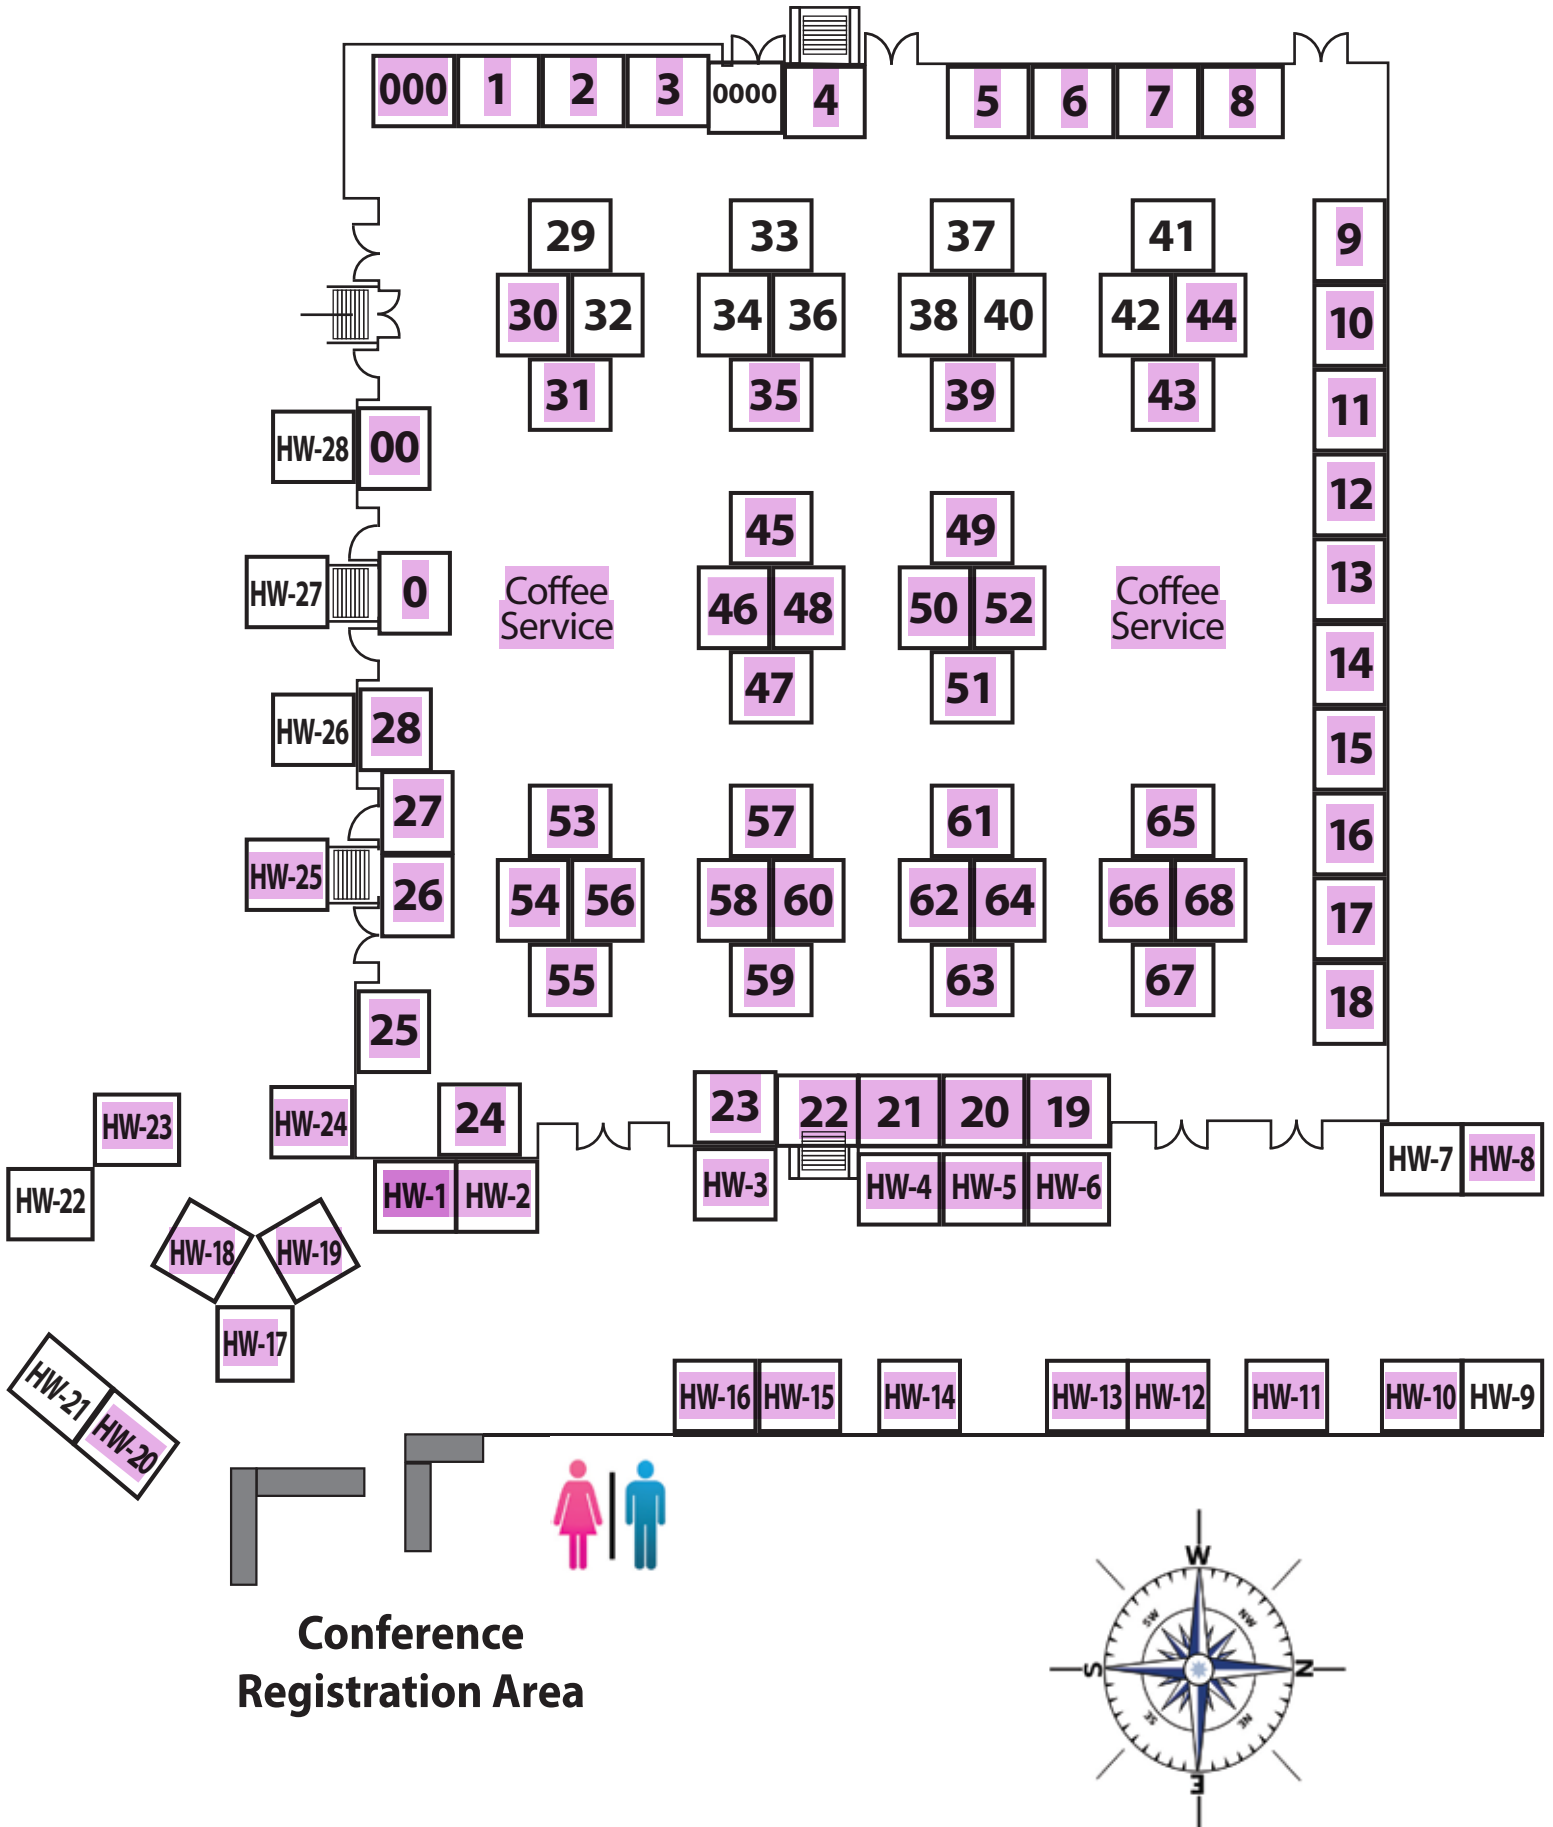 000 1 2 3 0000 4 5 6 7 8
29 33 37 41 9
30 32 34 36 38 40 42 44 10
31 35 39 43 11
HW-28 00
12
45 49
HW-27 0 Coffee 46 48 50 52 Coffee 13
Service Service
14
47 51
HW-26 28 15
27 53 57 61 65 16
HW-25 26 54 56 58 60 62 64 66 68 17
55 59 63 67 18
25
HW-23 HW-24 24 23 22 21 20 19
HW-22 HW-1 HW-2 HW-3 HW-4 HW-5 HW-6 HW-7 HW-8
HW-18 HW-19
HW-17
HW-21 HW-20 HW-16 HW-15 HW-14 HW-13 HW-12 HW-11 HW-10 HW-9
Conference
Registration Area
W
SW NW
S N
SE NE
E